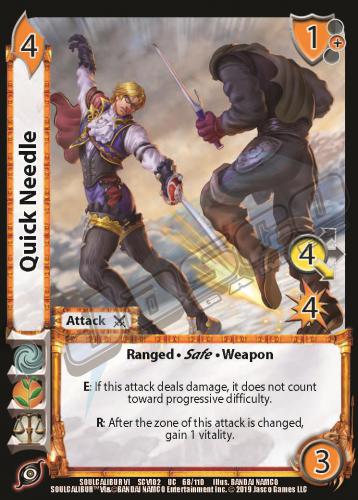 4
1
+
Quick Needle
4
4
Attack
Ranged • Safe • Weapon
E: If this attack deals damage, it does not count
toward progressive difficulty.
R: After the zone of this attack is changed,
gain 1 vitality.
3
SOULCALIBUR VI SCVI02 UC 68/110 Illus. BANDAI NAMCO
SOULCALIBUR™VI&©BANDAI NAMCO Entertainment Inc. © 2019 Jasco Games LLC